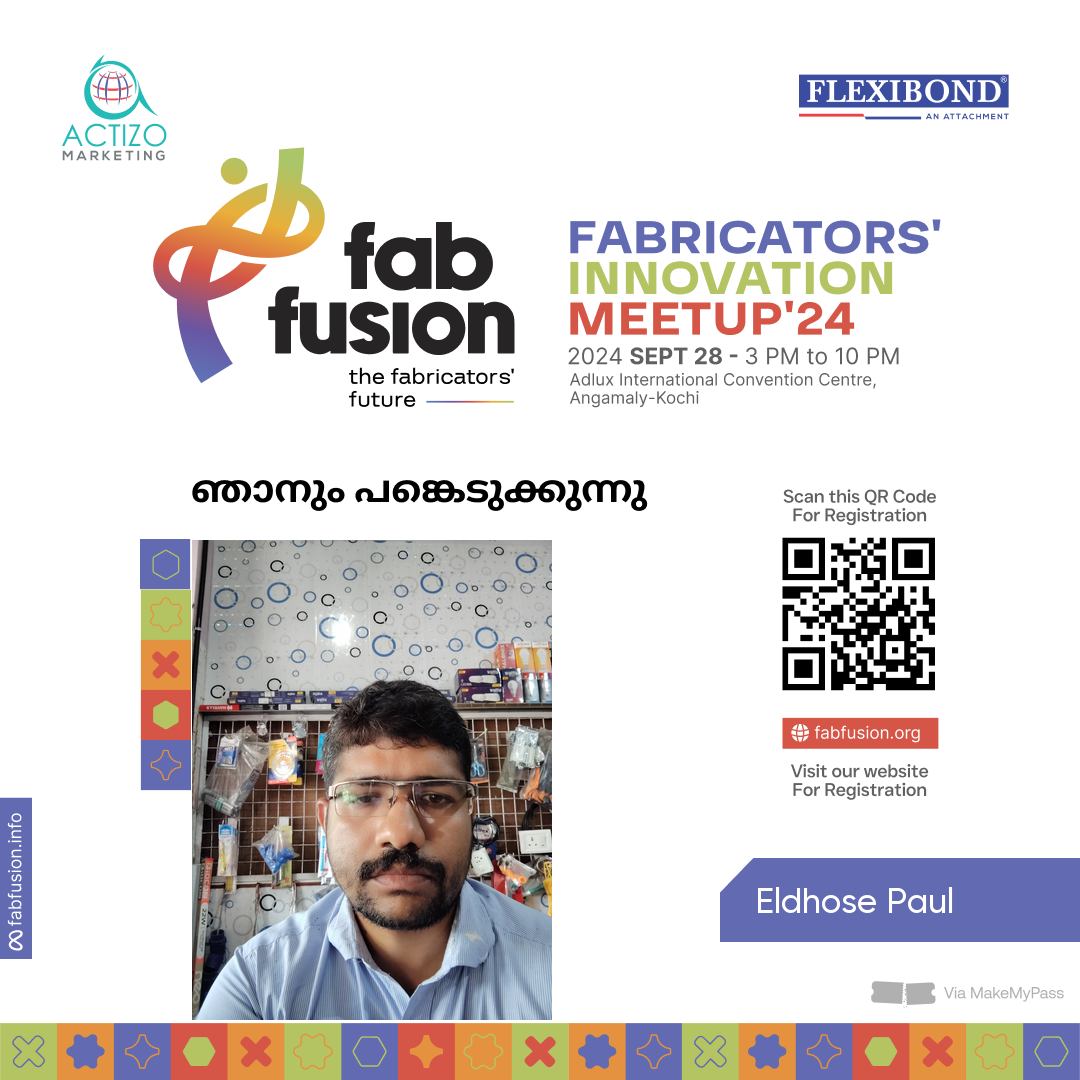 ACTIZO
MARKETING
FLEXIBOND®
AN ATTACHMENT
fab
fusion
the fabricators'
future
FABRICATORS'
INNOVATION
MEETUP'24
2024 SEPT 28 - 3 PM to 10 PM
Adlux International Convention Centre,
Angamaly-Kochi
ഞാനും പങ്കെടുക്കുന്നു
Scan this QR Code
For Registration
fabfusion.org
Visit our website
For Registration
fabfusion.info
Eldhose Paul
Via MakeMyPass